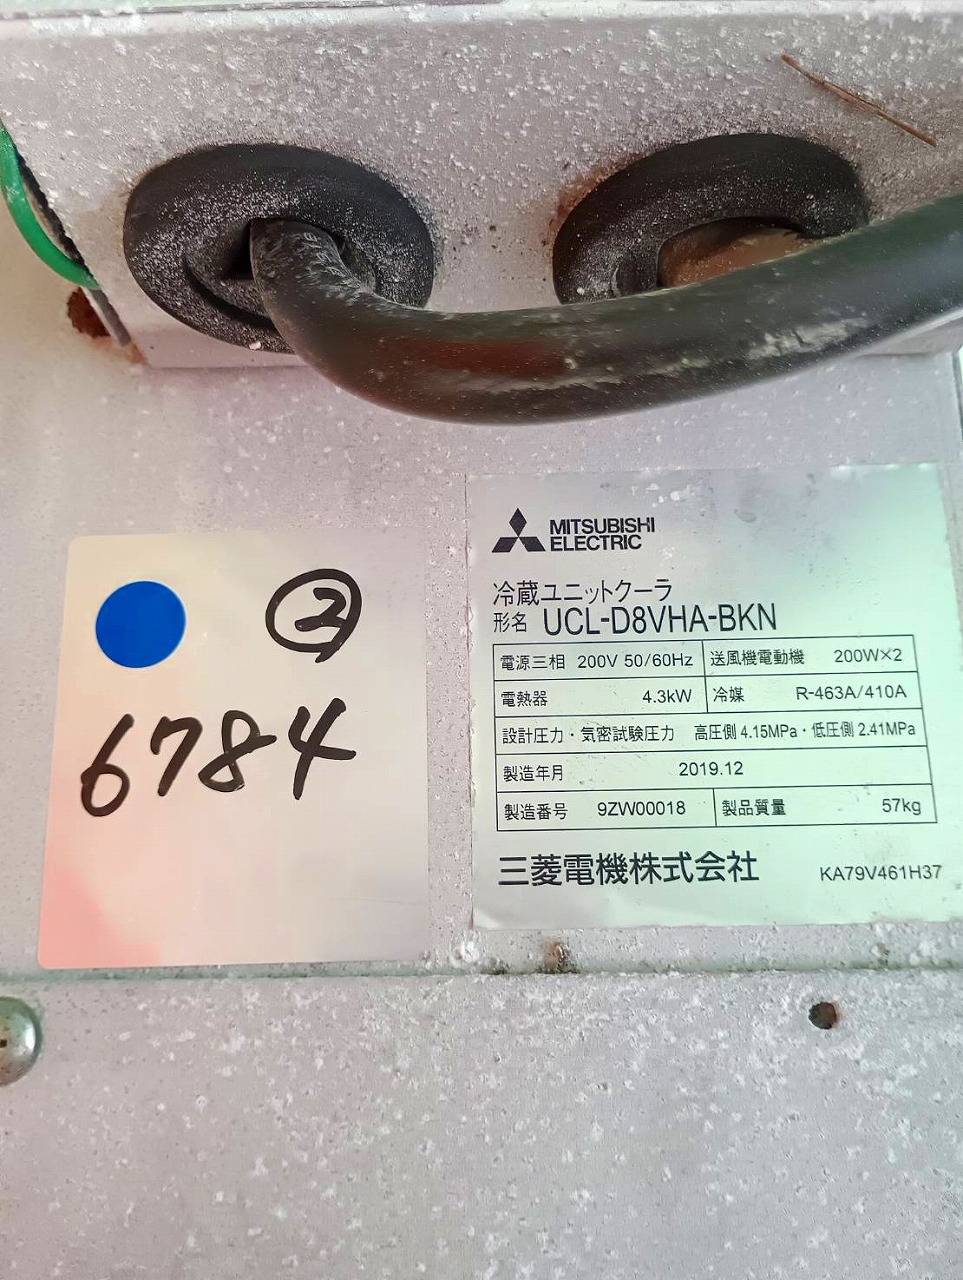 ②
6784
MITSUBISHI
ELECTRIC
冷蔵ユニットクーラ
形名 UCL-D8VHA-BKN
電源三相 200V 50/60Hz 送風機電動機 200W×2
電熱器 4.3kW 冷媒 R-463A/410A
設計圧力・気密試験圧力 高圧側 4.15MPa・低圧側 2.41MPa
製造年月 2019.12
製造番号 9ZW00018 製品質量 57kg
三菱電機株式会社 KA79V461H37